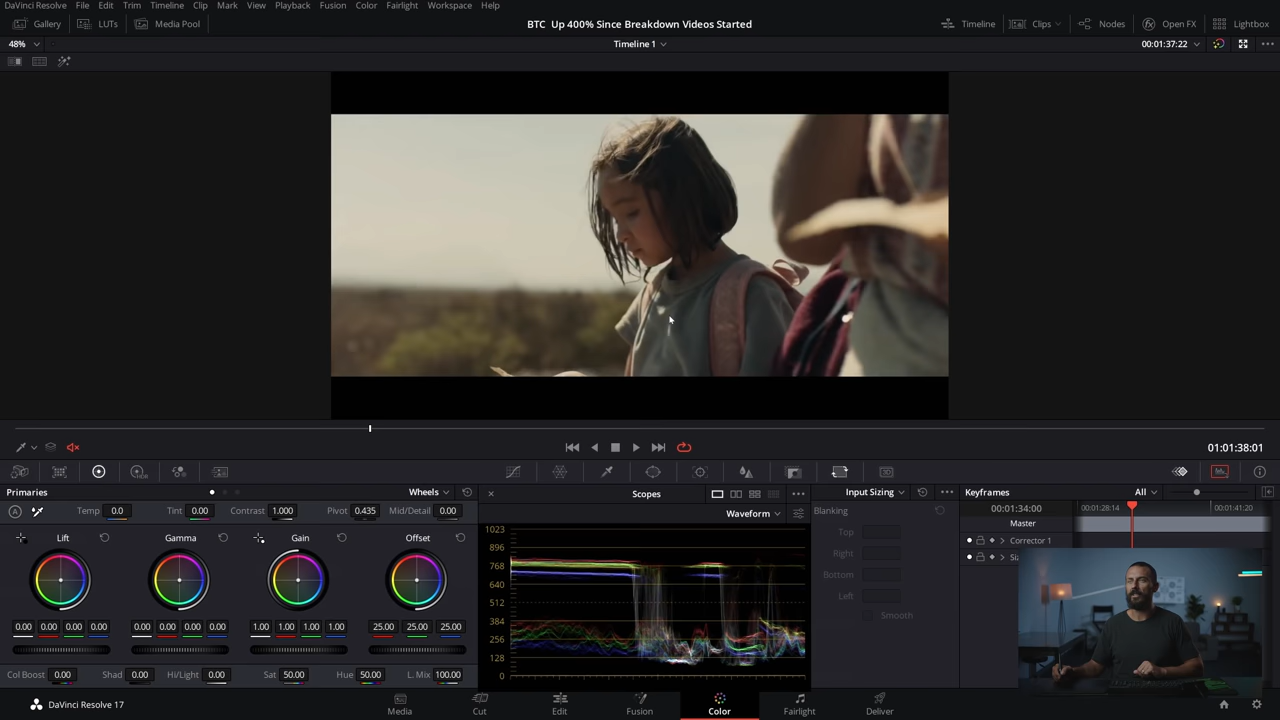 DaVinci Resolve File Edit Trim Timeline Clip Mark View Playback Fusion Color Fairlight Workspace Help
Gallery LUTs Media Pool BTC Up 400% Since Breakdown Videos Started Timeline Clips Nodes Open FX Lightbox
48% Timeline 1 00:01:37:22
01:01:38:01
Primaries Wheels Scopes Input Sizing Keyframes All
A Temp 0.0 Tint 0.00 Contrast 1.000 Pivot 0.435 Mid/Detail 0.00 Waveform Blanking 00:01:34:00 00:01:28:14 00:01:41:20
Master
Lift Gamma Gain Offset 1023 Top Corrector 1
896 Right
768 Bottom
640 Left
512 Smooth
0.00 0.00 0.00 0.00 0.00 0.00 0.00 0.00 1.00 1.00 1.00 1.00 25.00 25.00 25.00 384
256
128
Col Boost 0.00 Shad 0.00 Hi/Light 0.00 Sat 50.00 Hue 50.00 L. Mix 100.00 0
DaVinci Resolve 17 Media Cut Edit Fusion Color Fairlight Deliver